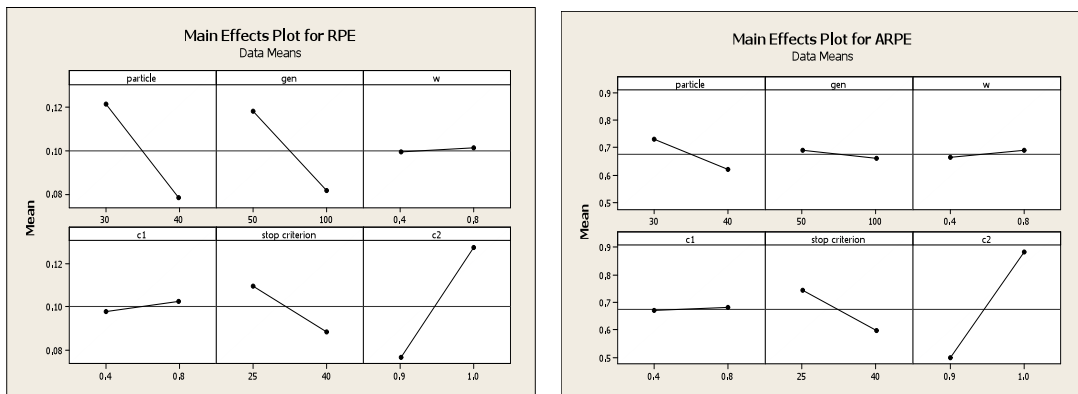 Main Effects Plot for RPE
Data Means
particle gen w
0,12
0,10
0,08
30 40 50 100 0,4 0,8
c1 stop criterion c2
0,12
0,10
0,08
0,4 0,8 25 40 0,9 1,0
Mean
Main Effects Plot for ARPE
Data Means
particle gen w
0,9
0,8
0,7
0,6
0,5
30 40 50 100 0,4 0,8
c1 stop criterion c2
0,9
0,8
0,7
0,6
0,5
0,4 0,8 25 40 0,9 1,0
Mean